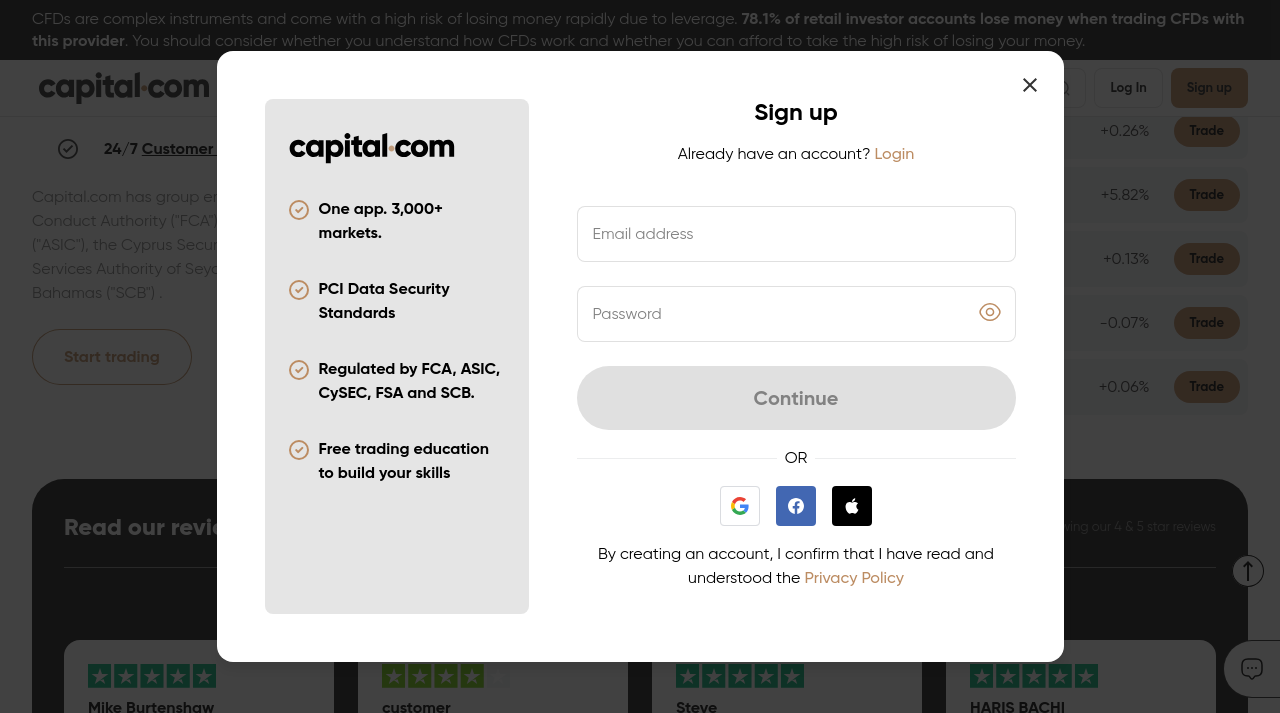 CFDs are complex instruments and come with a high risk of losing money rapidly due to leverage. 78.1% of retail investor accounts lose money when trading CFDs with
this provider. You should consider whether you understand how CFDs work and whether you can afford to take the high risk of losing your money.
capital.com
Log In
Sign up
24/7 Customer
Capital.com has group en
Conduct Authority ("FCA")
("ASIC"), the Cyprus Secur
Services Authority of Seyc
Bahamas ("SCB") .
Start trading
+0.26% Trade
+5.82% Trade
+0.13% Trade
-0.07% Trade
+0.06% Trade
capital.com
One app. 3,000+
markets.
PCI Data Security
Standards
Regulated by FCA, ASIC,
CySEC, FSA and SCB.
Free trading education
to build your skills
Sign up
Already have an account? Login
Email address
Password
Continue
OR
By creating an account, I confirm that I have read and
understood the Privacy Policy
Read our revie
wing our 4 & 5 star reviews
Mike Burtenshaw
customer
Steve
HARIS BACHI